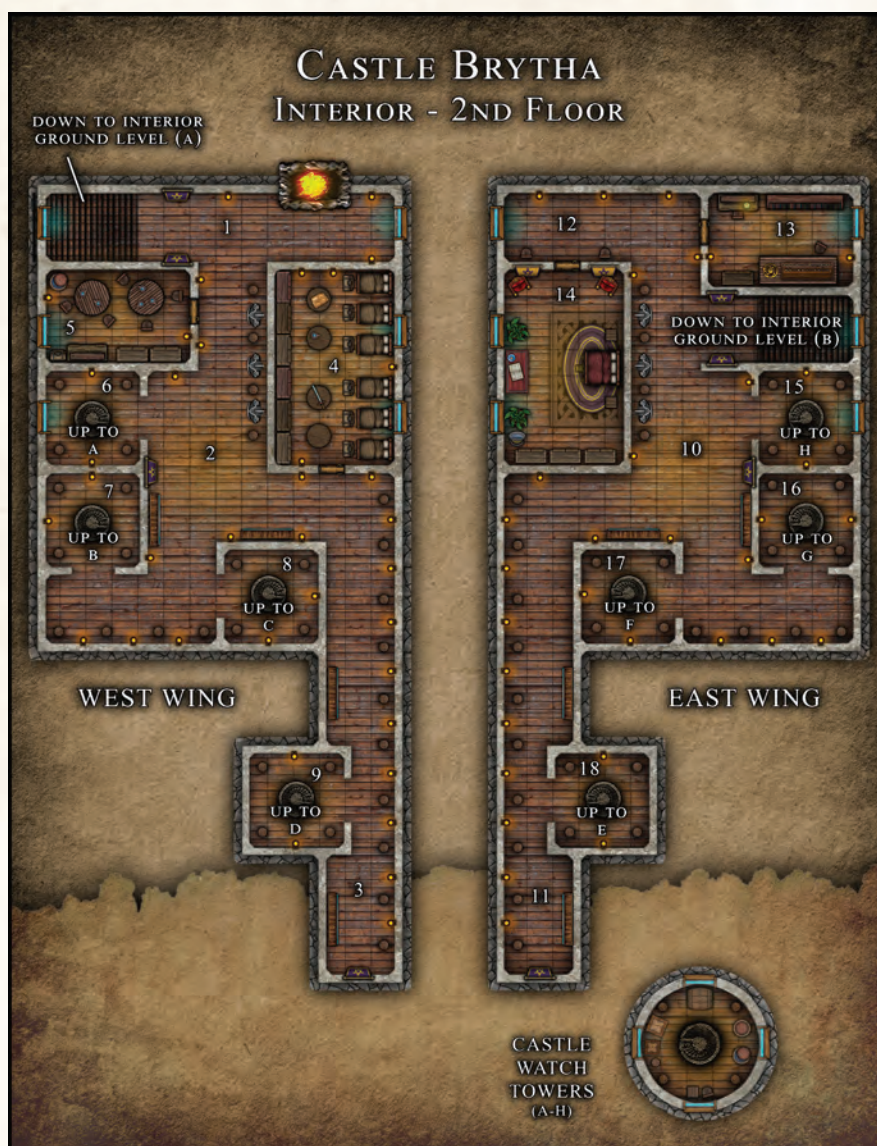 CASTLE BRYTHA
INTERIOR - 2ND FLOOR
DOWN TO INTERIOR
GROUND LEVEL (A)
1
12
13
14
5
4
DOWN TO INTERIOR
GROUND LEVEL (B)
6
UP TO
A
15
UP TO
H
2
10
7
UP TO
B
16
UP TO
G
8
UP TO
C
17
UP TO
F
WEST WING
EAST WING
9
UP TO
D
18
UP TO
E
3
11
CASTLE
WATCH
TOWERS
(A-H)